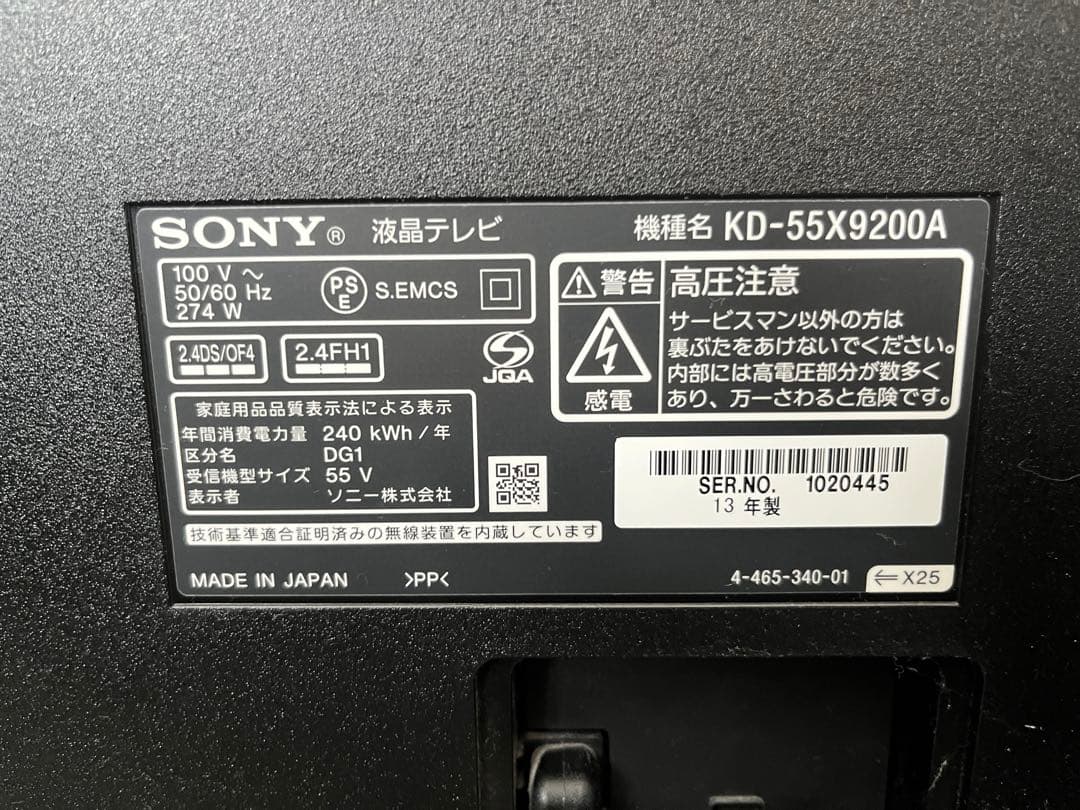 SONY® 液晶テレビ
機種名 KD-55X9200A
100 V ～
50/60 Hz
274 W
PSE S.EMCS
2.4DS/OF4
2.4FH1
JQA
家庭用品品質表示法による表示
年間消費電力量 240 kWh/年
区分名 DG1
受信機型サイズ 55 V
表示者 ソニー株式会社
警告
感電
高圧注意
サービスマン以外の方は
裏ぶたをあけないでください。
内部には高電圧部分が数多く
あり、万一さわると危険です。
SER.NO. 1020445
13 年製
技術基準適合証明済みの無線装置を内蔵しています
MADE IN JAPAN >PP<
4-465-340-01
←X25